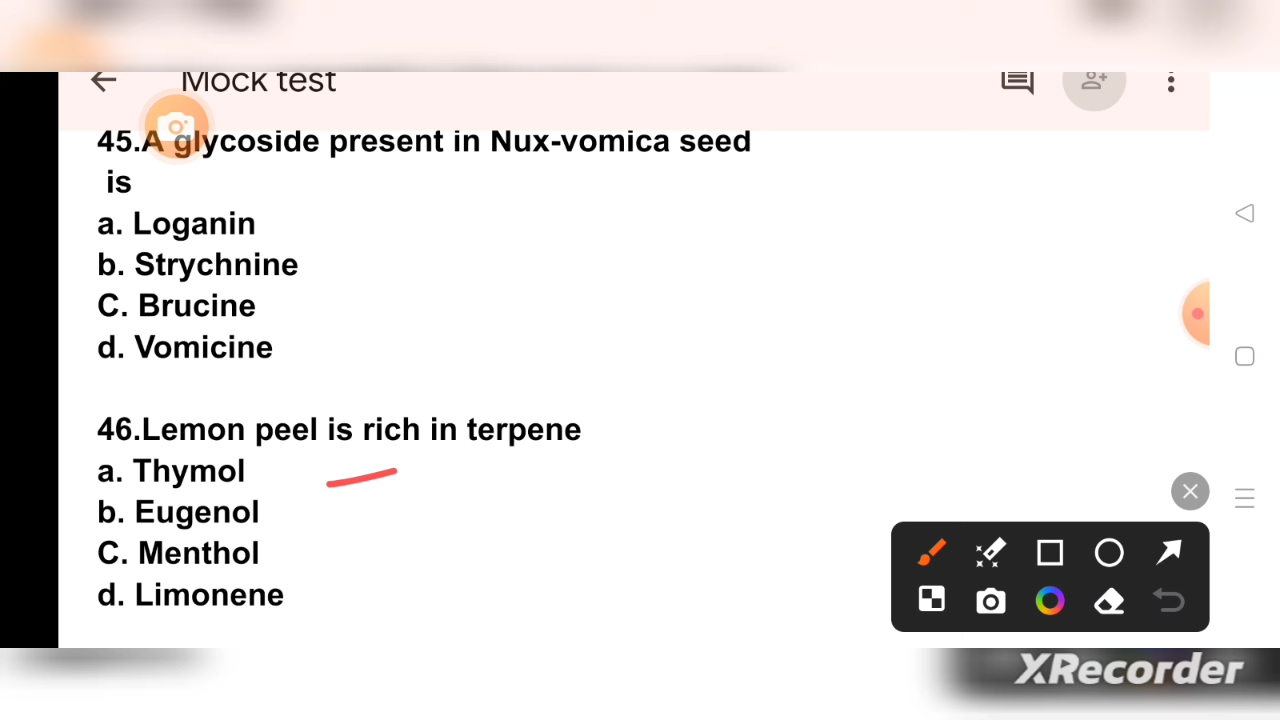 Mock test
45.A glycoside present in Nux-vomica seed
is
a. Loganin
b. Strychnine
C. Brucine
d. Vomicine
46.Lemon peel is rich in terpene
a. Thymol
b. Eugenol
C. Menthol
d. Limonene
XRecorder